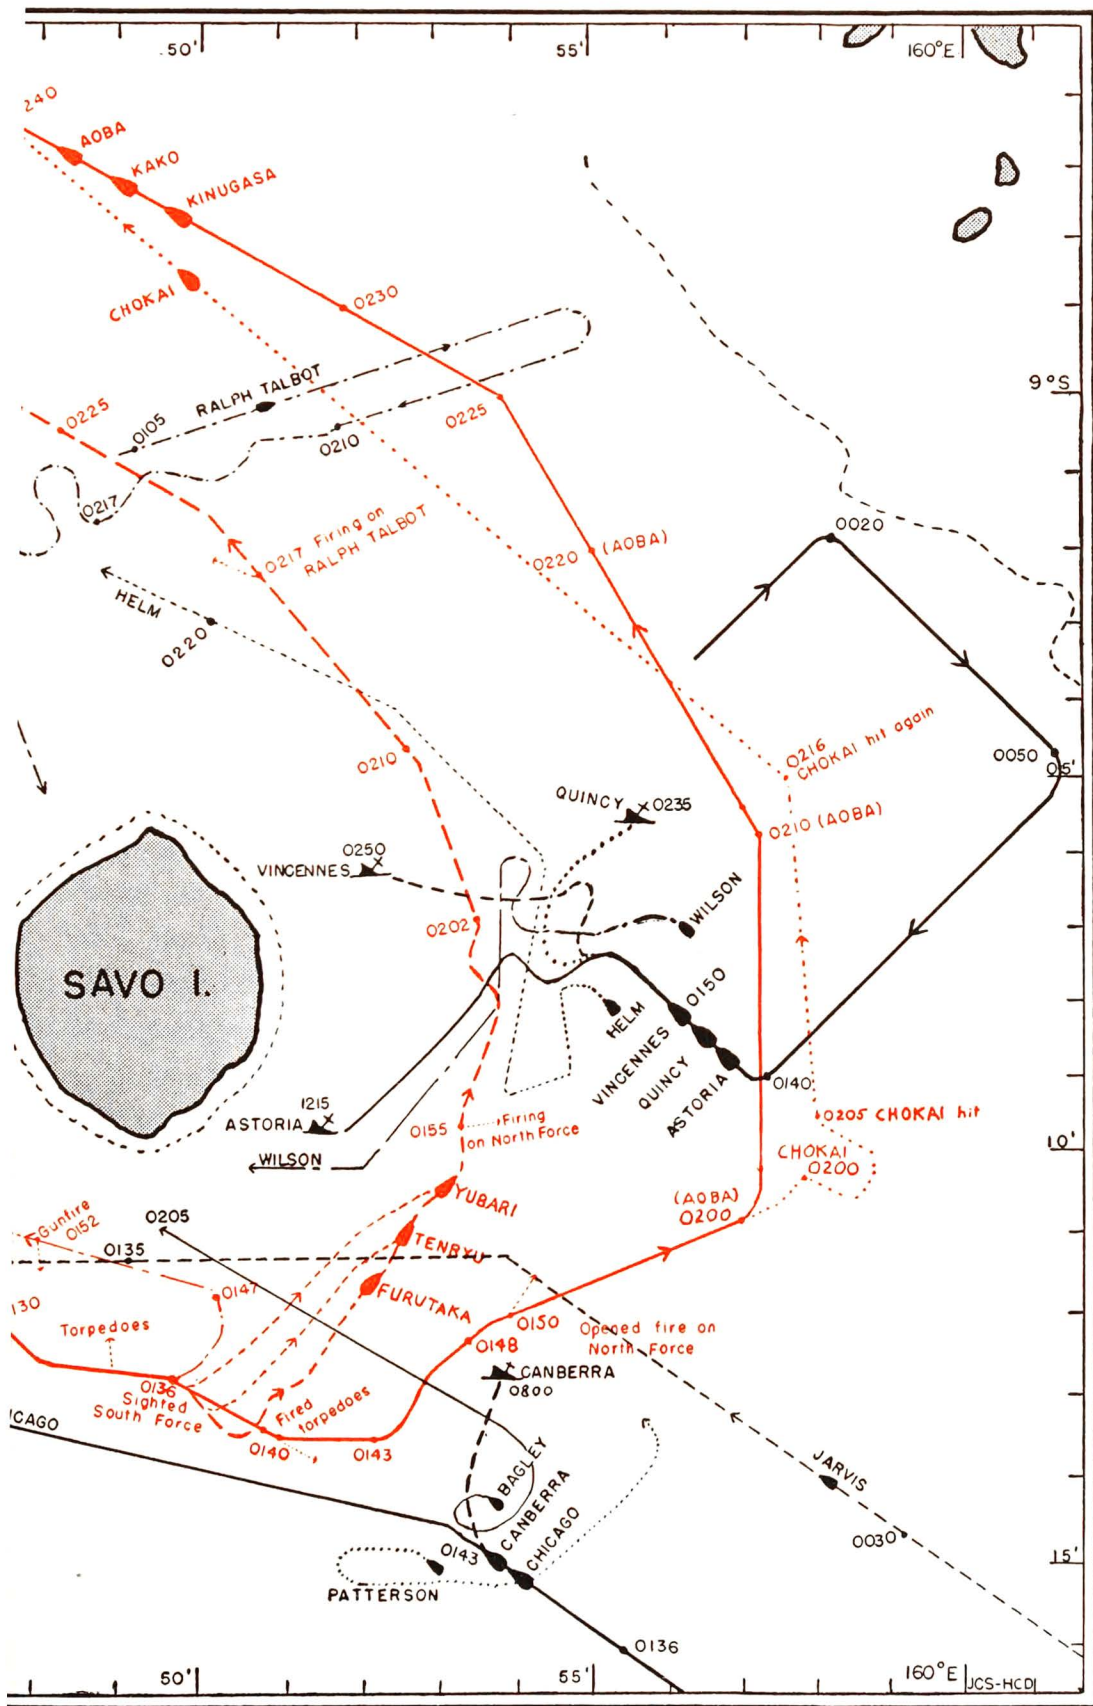 50'
55'
160°E
240
AOBA
KAKO
KINUGASA
CHOKAI
0230
RALPH TALBOT
9°S
0225
0225
0105
0210
0217
0020
0217 Firing on
RALPH TALBOT
0220 (AOBA)
HELM
0220
0216
CHOKAI hit again
0210
0050
05'
QUINCY
0235
0210 (AOBA)
0250
VINCENNES
WILSON
0202
SAVO I.
0150
HELM
VINCENNES
QUINCY
ASTORIA
0140
1215
ASTORIA
0155
Firing
on North Force
0205 CHOKAI hit
WILSON
10'
CHOKAI
0200
YUBARI
(AOBA)
0200
0205
Gunfire
0152
0135
TENRYU
0147
FURUTAKA
130
Torpedoes
0150
Opened fire on
North Force
0148
0136
Sighted
South Force
CANBERRA
0800
Fired
torpedoes
ICAGO
0140
0143
BAGLEY
CANBERRA
CHICAGO
JARVIS
0030
0143
15'
PATTERSON
0136
50'
55'
160°E
JCS-HCD